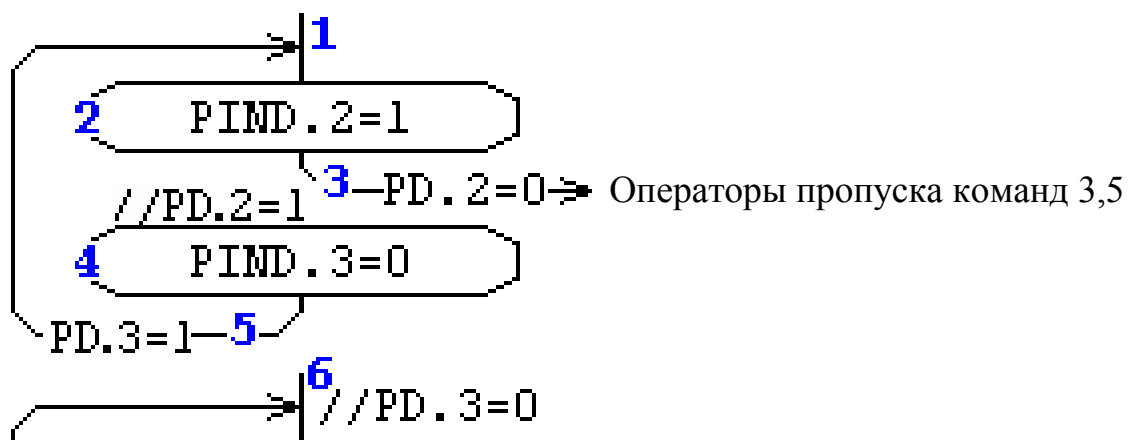 1
2 PIND.2=1
3 PD.2=0 Операторы пропуска команд 3,5
//PD.2=1
4 PIND.3=0
PD.3=1 5
6
//PD.3=0